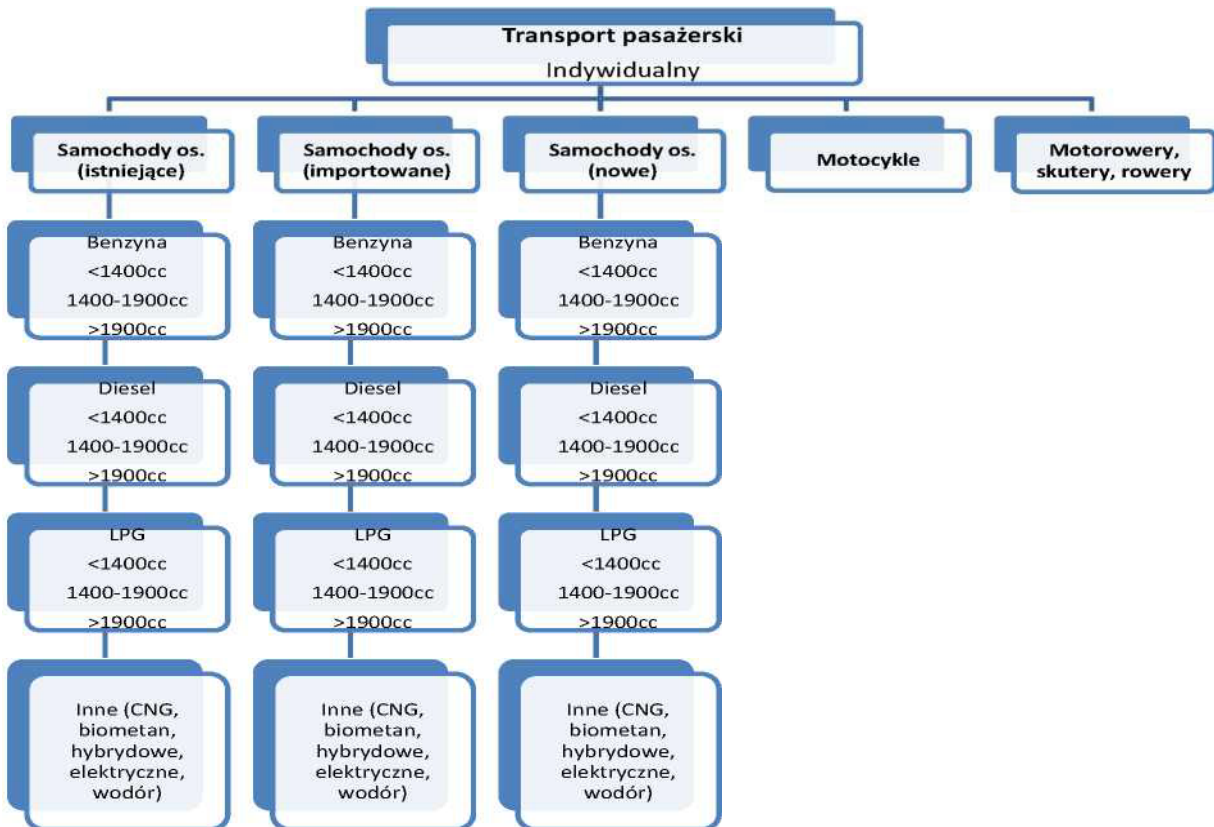 Transport pasażerski
Indywidualny
Samochody os.
(istniejące)
Samochody os.
(importowane)
Samochody os.
(nowe)
Motocykle
Motorowery,
skutery, rowery
Benzyna
<1400cc
1400-1900cc
>1900cc
Benzyna
<1400cc
1400-1900cc
>1900cc
Benzyna
<1400cc
1400-1900cc
>1900cc
Diesel
<1400cc
1400-1900cc
>1900cc
Diesel
<1400cc
1400-1900cc
>1900cc
Diesel
<1400cc
1400-1900cc
>1900cc
LPG
<1400cc
1400-1900cc
>1900cc
LPG
<1400cc
1400-1900cc
>1900cc
LPG
<1400cc
1400-1900cc
>1900cc
Inne (CNG,
biometan,
hybrydowe,
elektryczne,
wodór)
Inne (CNG,
biometan,
hybrydowe,
elektryczne,
wodór)
Inne (CNG,
biometan,
hybrydowe,
elektryczne,
wodór)